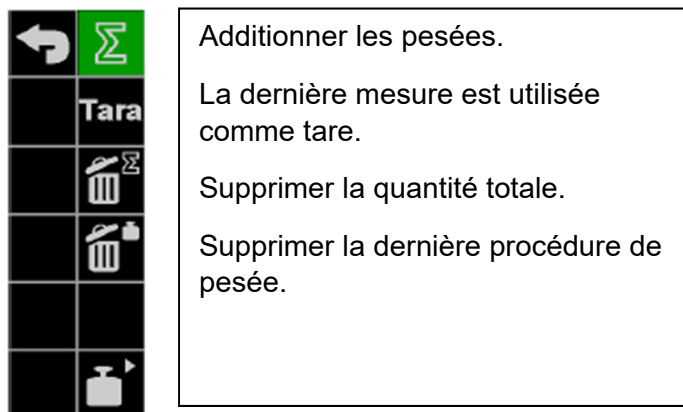 Σ
Additionner les pesées.
Tara
La dernière mesure est utilisée
comme tare.
Σ
Supprimer la quantité totale.
Supprimer la dernière procédure de
pesée.